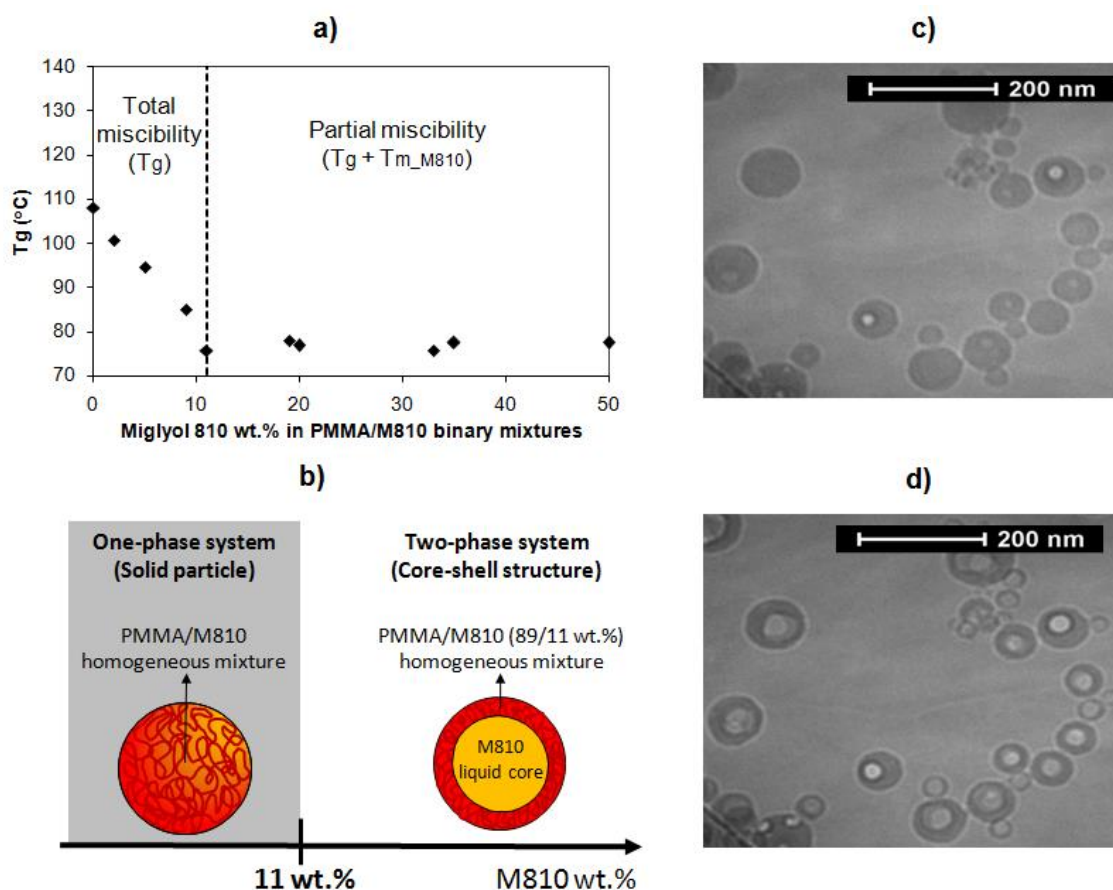 a)
140
130
120
110
100
90
80
70
Tg (°C)
Total
miscibility
(Tg)
Partial miscibility
(Tg + Tm_M810)
0
10
20
30
40
50
Miglyol 810 wt.% in PMMA/M810 binary mixtures
b)
One-phase system
(Solid particle)
PMMA/M810
homogeneous mixture
Two-phase system
(Core-shell structure)
PMMA/M810 (89/11 wt.%)
homogeneous mixture
M810
liquid core
11 wt.%
M810 wt.%
c)
200 nm
d)
200 nm